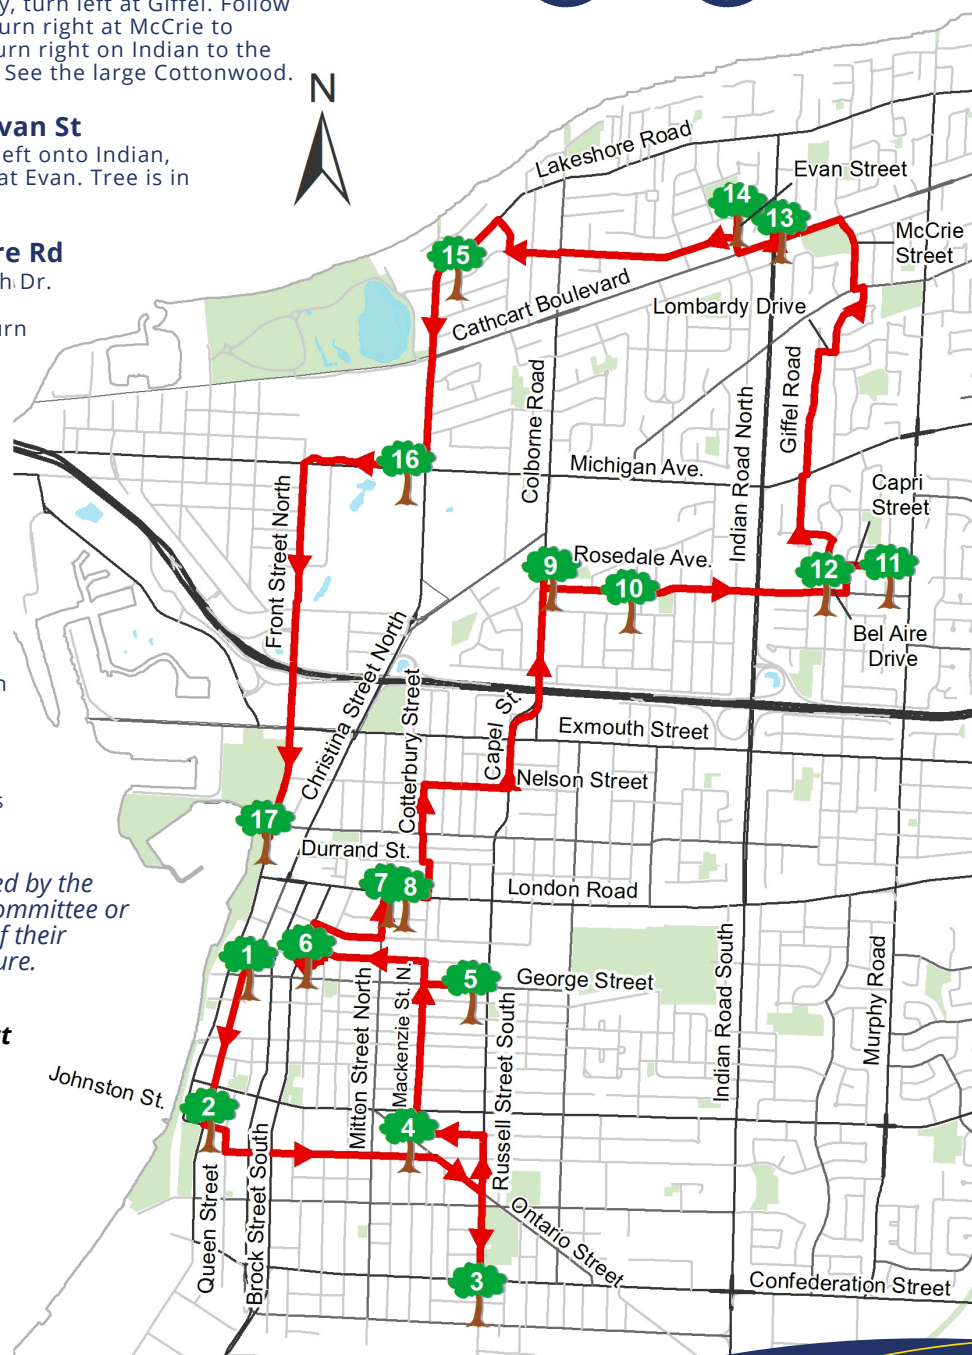 y, turn left at Giffel. Follow
urn right at McCrie to
urn right on Indian to the
See the large Cottonwood.
van St
eft onto Indian,
at Evan. Tree is in
re Rd
h Dr.
urn
n
s
ed by the
ommittee or
f their
ure.
t
N
Lakeshore Road
Evan Street
14
13
McCrie
Street
15
Cathcart Boulevard
Lombardy Drive
Colborne Road
Indian Road North
Giffel Road
16
Michigan Ave.
Capri
Street
Front Street North
9
Rosedale Ave.
10
12
11
Bel Aire
Drive
Christina Street North
Cotterbury Street
Capel St.
Exmouth Street
Nelson Street
17
Durrand St.
7
8
London Road
1
6
5
George Street
Mitton Street North
Mackenzie St. N.
Russell Street South
Indian Road South
Murphy Road
Johnston St.
2
4
Queen Street
Brock Street South
Ontario Street
3
Confederation Street